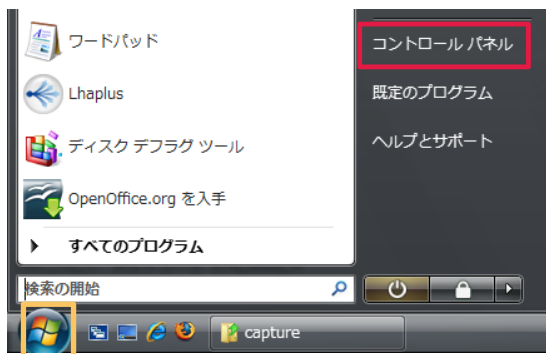 ワードパッド
Lhaplus
ディスク デフラグ ツール
OpenOffice.org を入手
すべてのプログラム
検索の開始
コントロール パネル
既定のプログラム
ヘルプとサポート
capture